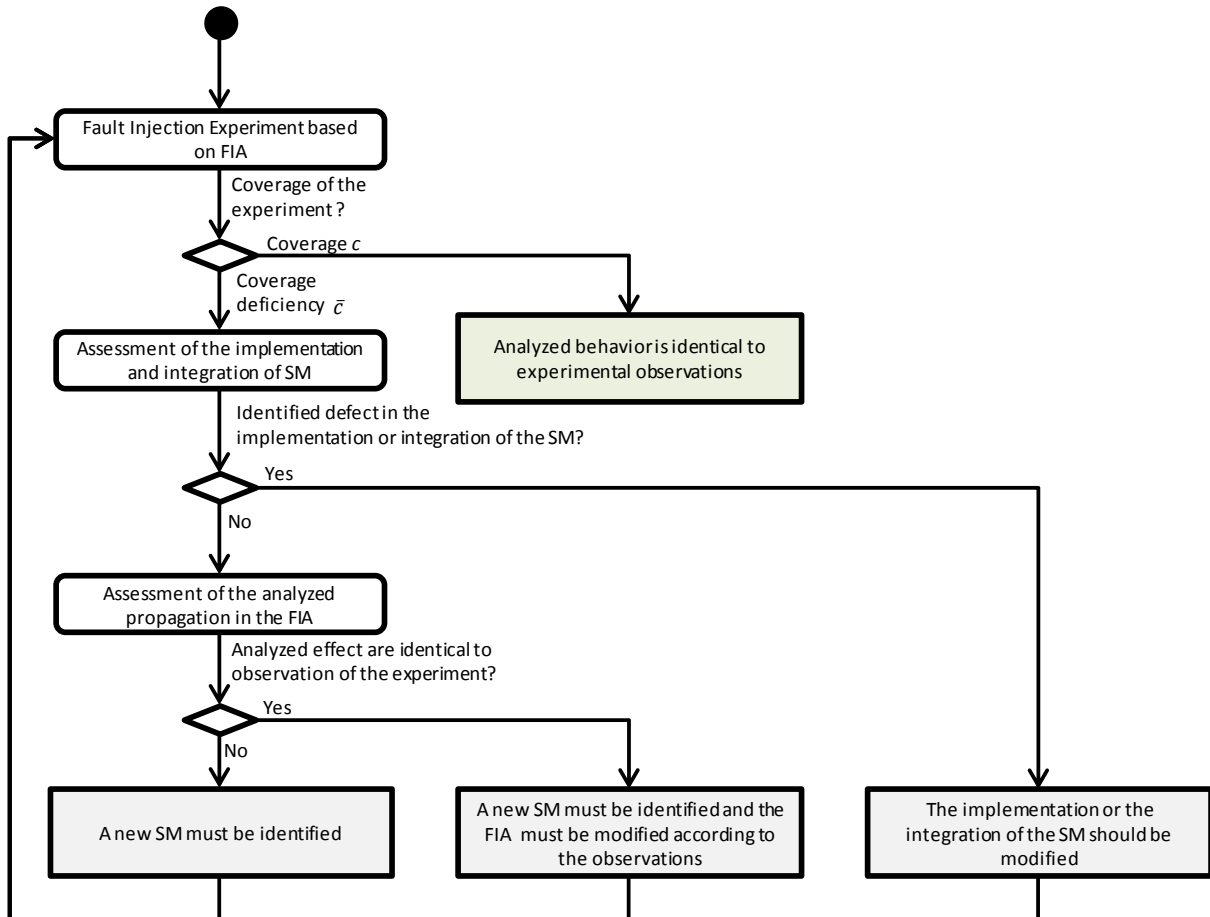 Fault Injection Experiment based
on FIA
Coverage of the
experiment ?
Coverage c
Coverage
deficiency c̄
Assessment of the implementation
and integration of SM
Analyzed behavior is identical to
experimental observations
Identified defect in the
implementation or integration of the SM?
Yes
No
Assessment of the analyzed
propagation in the FIA
Analyzed effect are identical to
observation of the experiment?
Yes
No
A new SM must be identified
A new SM must be identified and the
FIA must be modified according to
the observations
The implementation or the
integration of the SM should be
modified